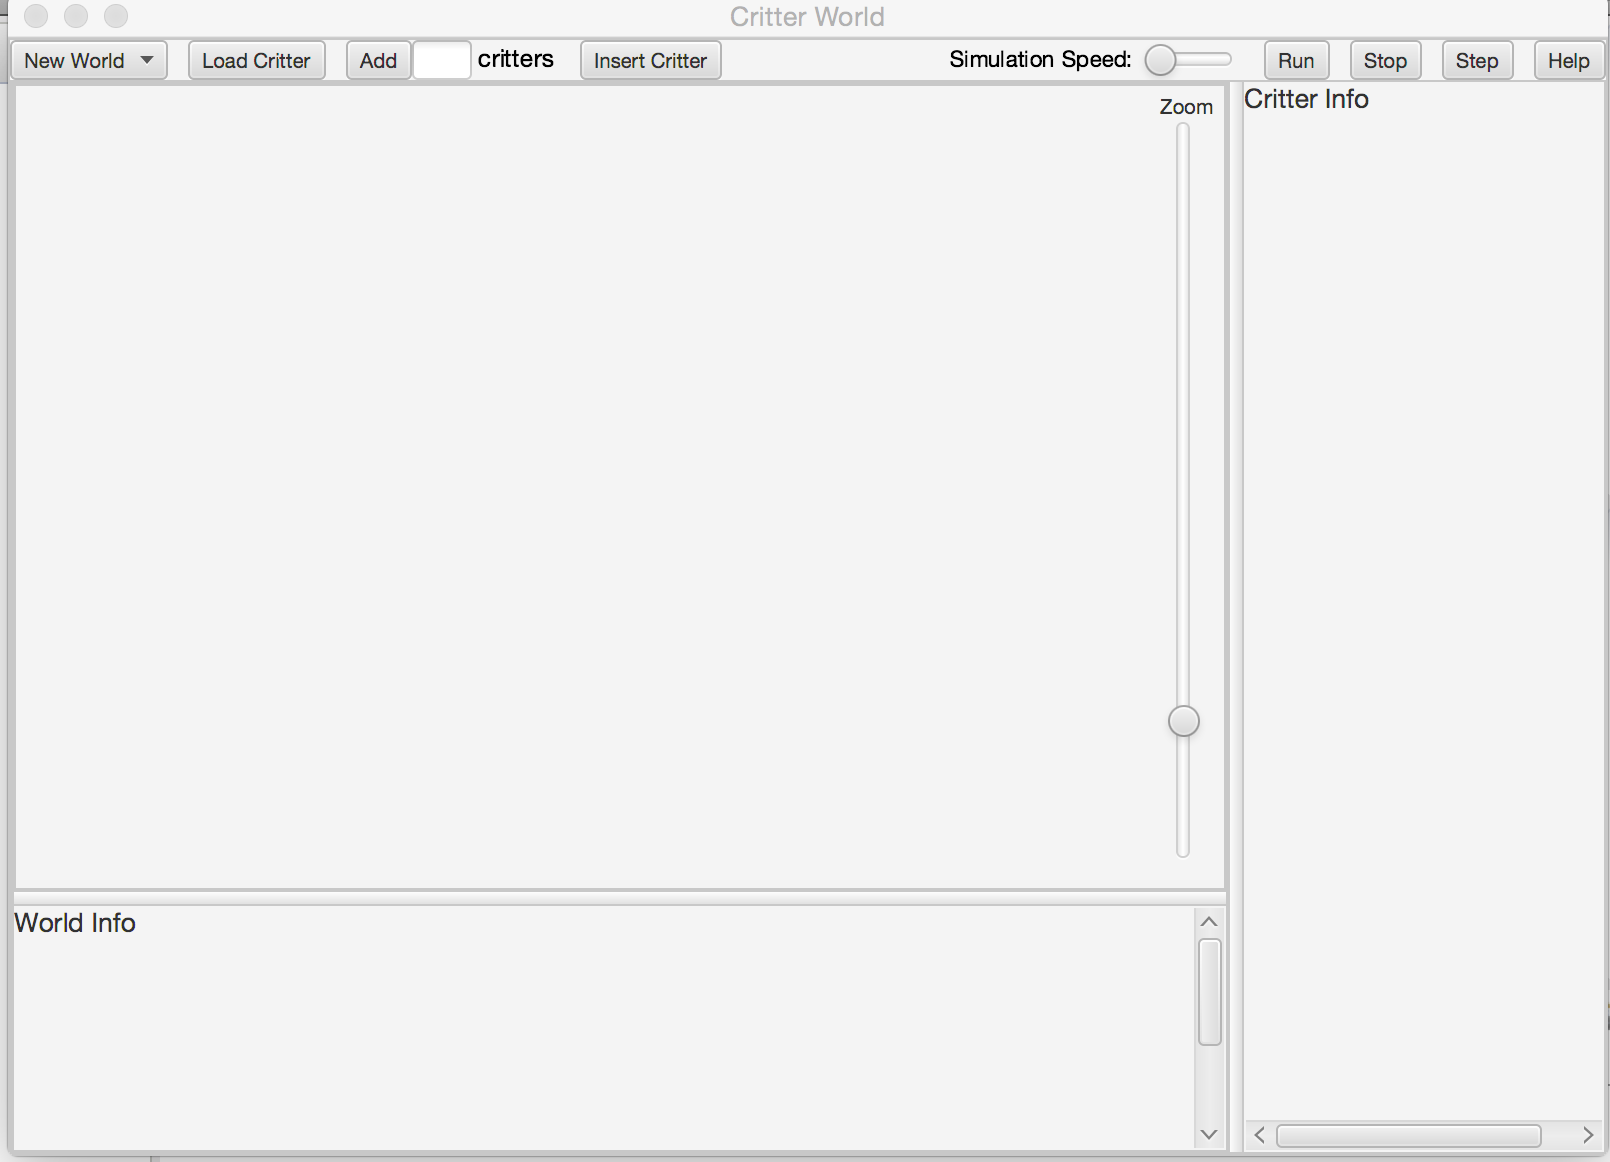 Critter World
New World Load Critter Add critters Insert Critter Simulation Speed: Run Stop Step Help
Zoom
Critter Info
World Info